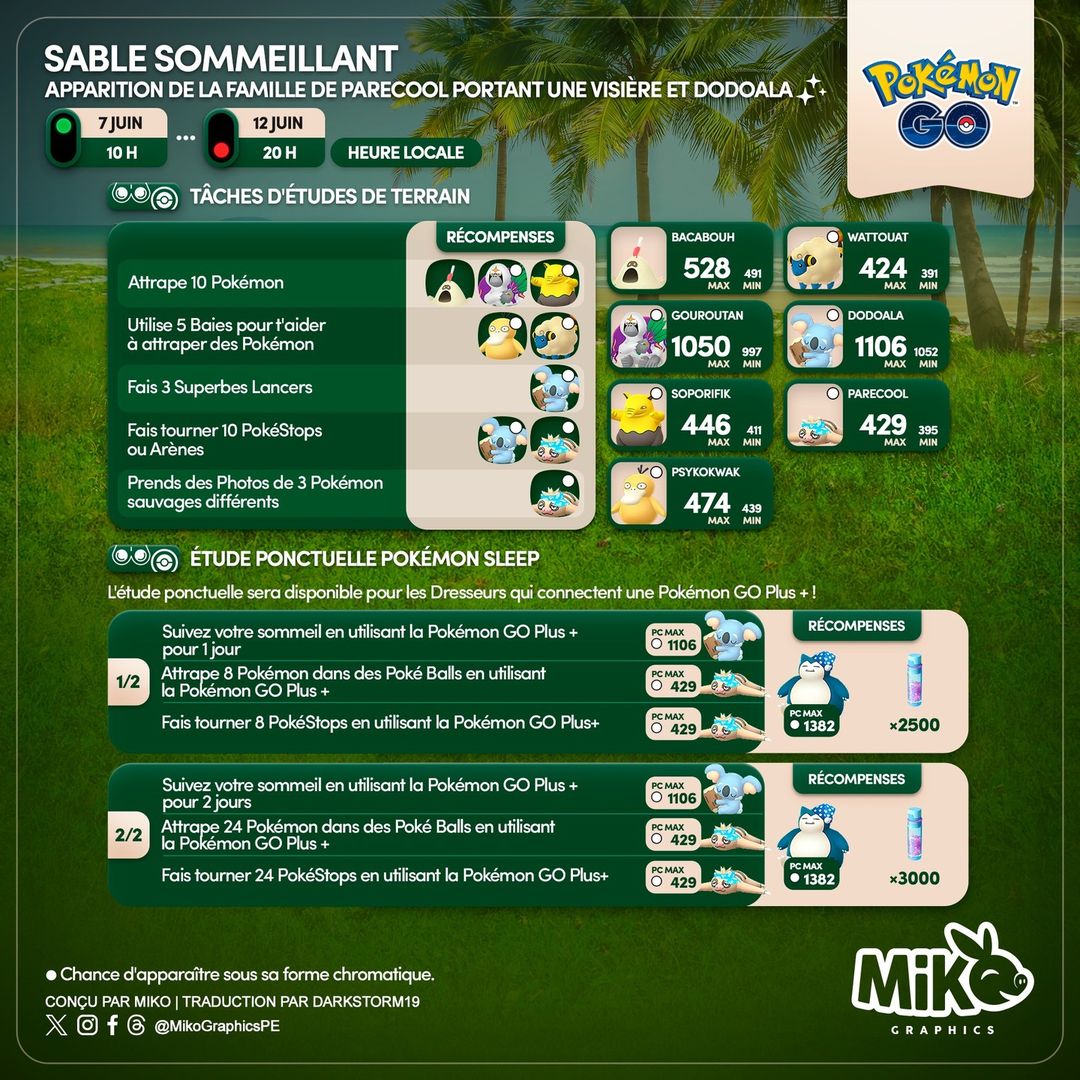 SABLE SOMMEILLANT
APPARITION DE LA FAMILLE DE PARECOOL PORTANT UNE VISIÈRE ET DODOALA
7 JUIN
10 H
...
12 JUIN
20 H
HEURE LOCALE
POKÉMON
GO
TÂCHES D'ÉTUDES DE TERRAIN
RÉCOMPENSES
Attrape 10 Pokémon
Utilise 5 Baies pour t'aider
à attraper des Pokémon
Fais 3 Superbes Lancers
Fais tourner 10 PokéStops
ou Arènes
Prends des Photos de 3 Pokémon
sauvages différents
BACABOUH
528 491
MAX MIN
WATTOUAT
424 391
MAX MIN
GOUROUTAN
1050 997
MAX MIN
DODOALA
1106 1052
MAX MIN
SOPORIFIK
446 411
MAX MIN
PARECOOL
429 395
MAX MIN
PSYKOKWAK
474 439
MAX MIN
ÉTUDE PONCTUELLE POKÉMON SLEEP
L'étude ponctuelle sera disponible pour les Dresseurs qui connectent une Pokémon GO Plus + !
1/2
Suivez votre sommeil en utilisant la Pokémon GO Plus +
pour 1 jour
PC MAX
1106
Attrape 8 Pokémon dans des Poké Balls en utilisant
la Pokémon GO Plus +
PC MAX
429
Fais tourner 8 PokéStops en utilisant la Pokémon GO Plus+
PC MAX
429
RÉCOMPENSES
PC MAX
1382
×2500
2/2
Suivez votre sommeil en utilisant la Pokémon GO Plus +
pour 2 jours
PC MAX
1106
Attrape 24 Pokémon dans des Poké Balls en utilisant
la Pokémon GO Plus +
PC MAX
429
Fais tourner 24 PokéStops en utilisant la Pokémon GO Plus+
PC MAX
429
RÉCOMPENSES
PC MAX
1382
×3000
● Chance d'apparaître sous sa forme chromatique.
CONÇU PAR MIKO | TRADUCTION PAR DARKSTORM19
@MikoGraphicsPE
MiKO
GRAPHICS